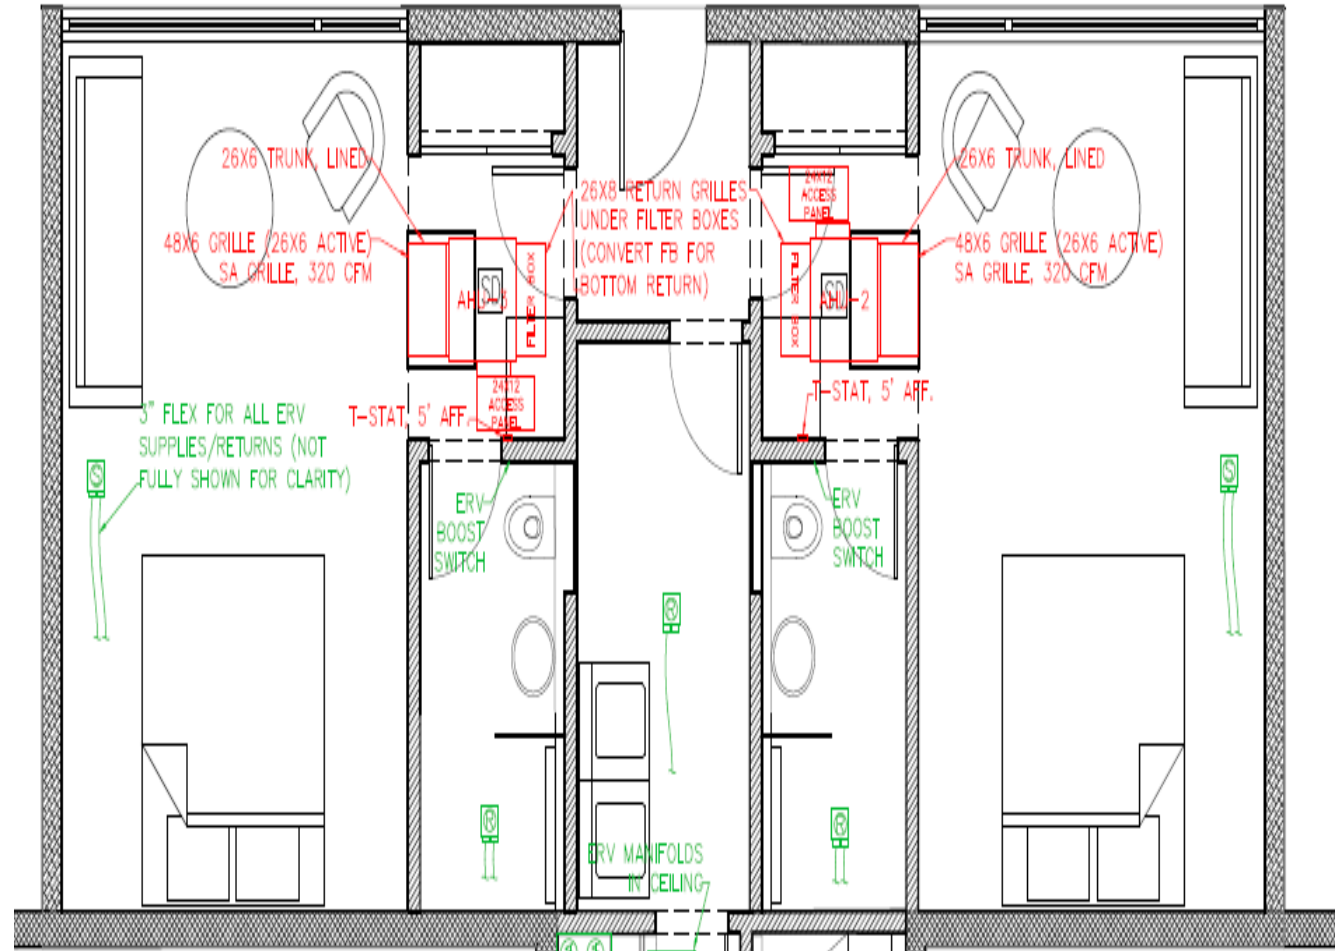 26X6 TRUNK, LINED
48X6 GRILLE (26X6 ACTIVE)
SA GRILLE, 320 CFM
26X8 RETURN GRILLES
UNDER FILTER BOXES
(CONVERT FB FOR
BOTTOM RETURN)
24X12
ACCESS
PANEL
26X6 TRUNK, LINED
48X6 GRILLE (26X6 ACTIVE)
SA GRILLE, 320 CFM
AHU-3
SD
FILTER BOX
FILTER BOX
SD
AHU-2
24X12
ACCESS
PANEL
T-STAT, 5' AFF.
T-STAT, 5' AFF.
3" FLEX FOR ALL ERV
SUPPLIES/RETURNS (NOT
FULLY SHOWN FOR CLARITY)
S
S
ERV
BOOST
SWITCH
ERV
BOOST
SWITCH
R
R
R
ERV MANIFOLDS
IN CEILING